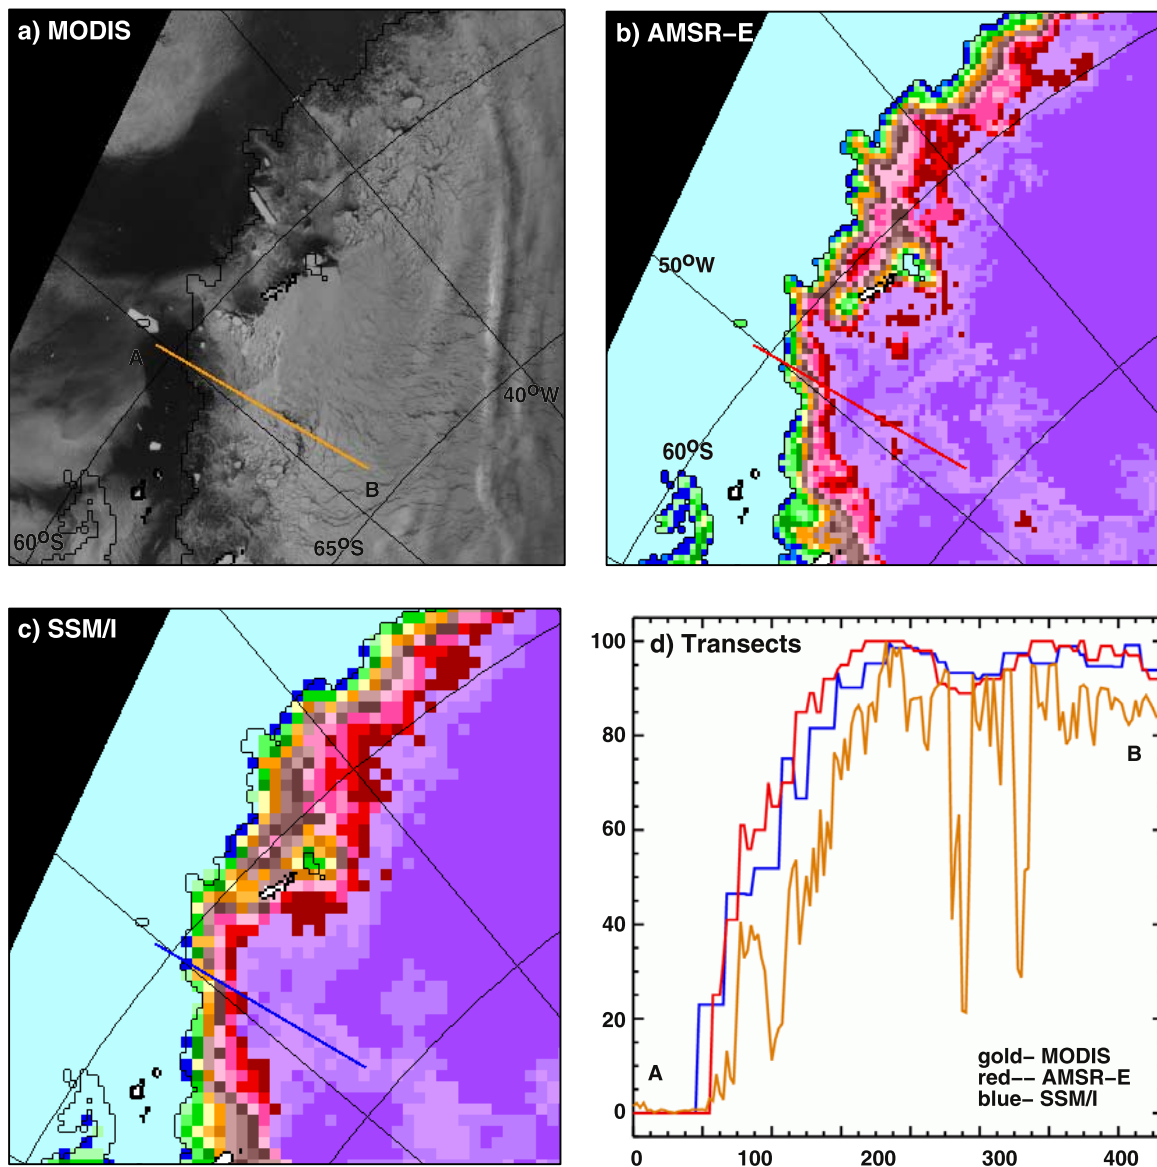 a) MODIS
A
B
40°W
60°S
65°S
b) AMSR-E
50°W
60°S
c) SSM/I
d) Transects
100
80
60
40
20
0
A
B
gold- MODIS
red-- AMSR-E
blue- SSM/I
0 100 200 300 400